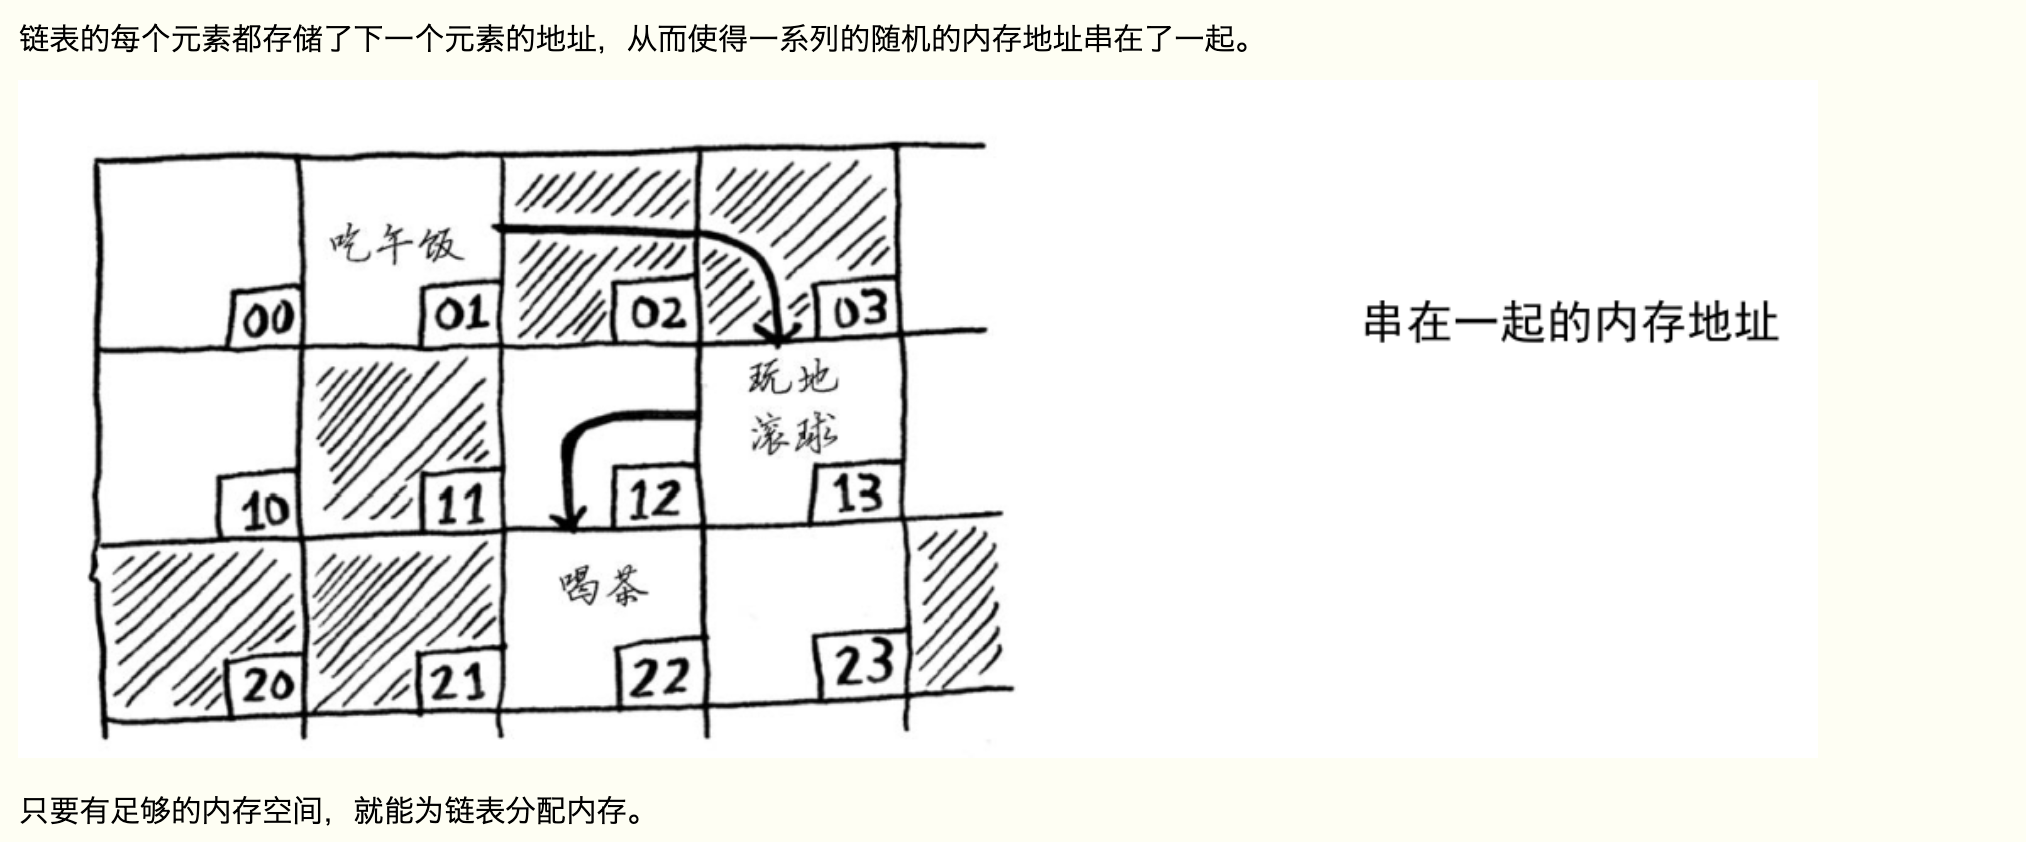 链表的每个元素都存储了下一个元素的地址，从而使得一系列的随机的内存地址串在了一起。
吃午饭
00
01
02
03
串在一起的内存地址
玩地
滚球
10
11
12
13
喝茶
20
21
22
23
只要有足够的内存空间，就能为链表分配内存。